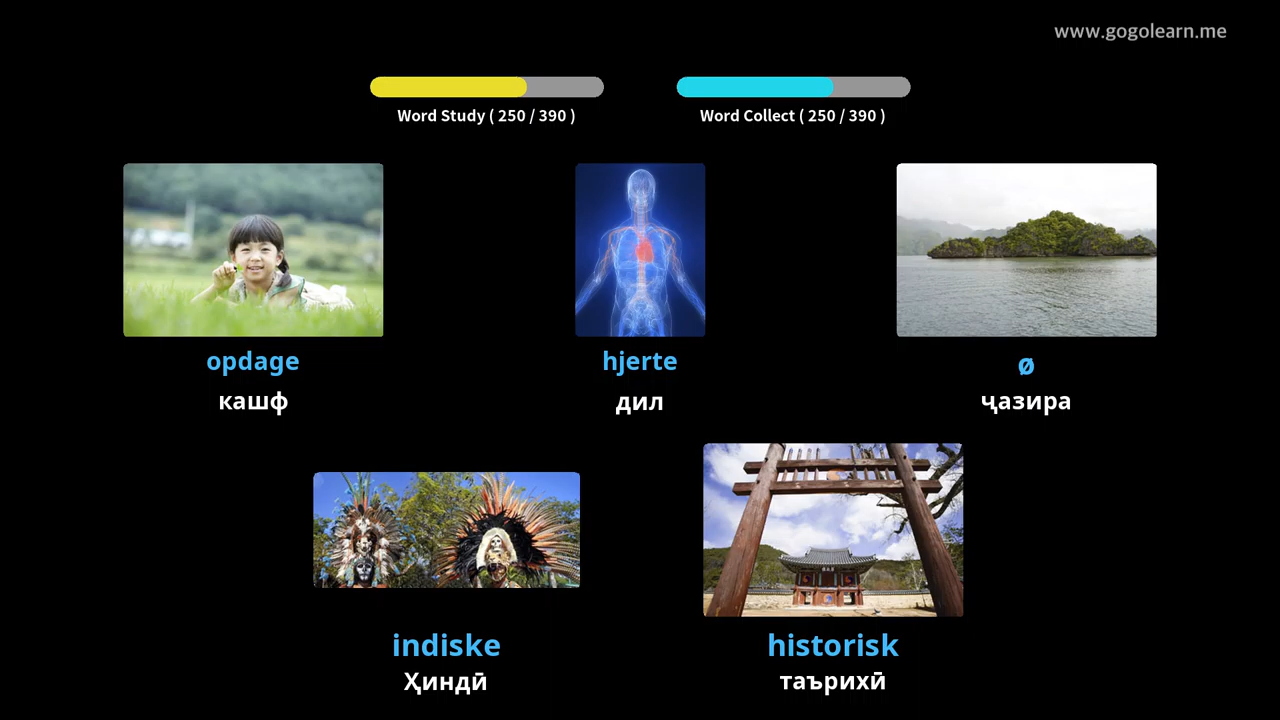 www.gogolearn.me
Word Study ( 250 / 390 )
Word Collect ( 250 / 390 )
opdage
кашф
hjerte
дил
ø
ҷазира
indiske
Ҳиндӣ
historisk
таърихӣ